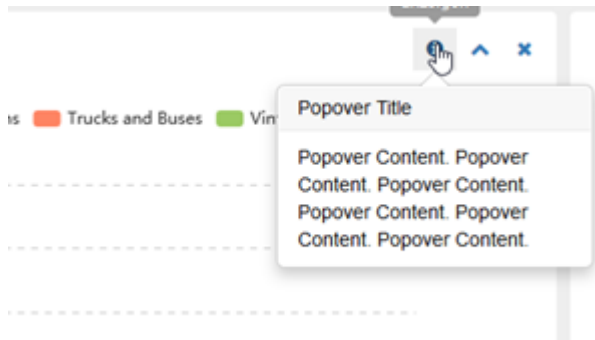 Trucks and Buses
Popover Title
Popover Content. Popover
Content. Popover Content.
Popover Content. Popover
Content. Popover Content.